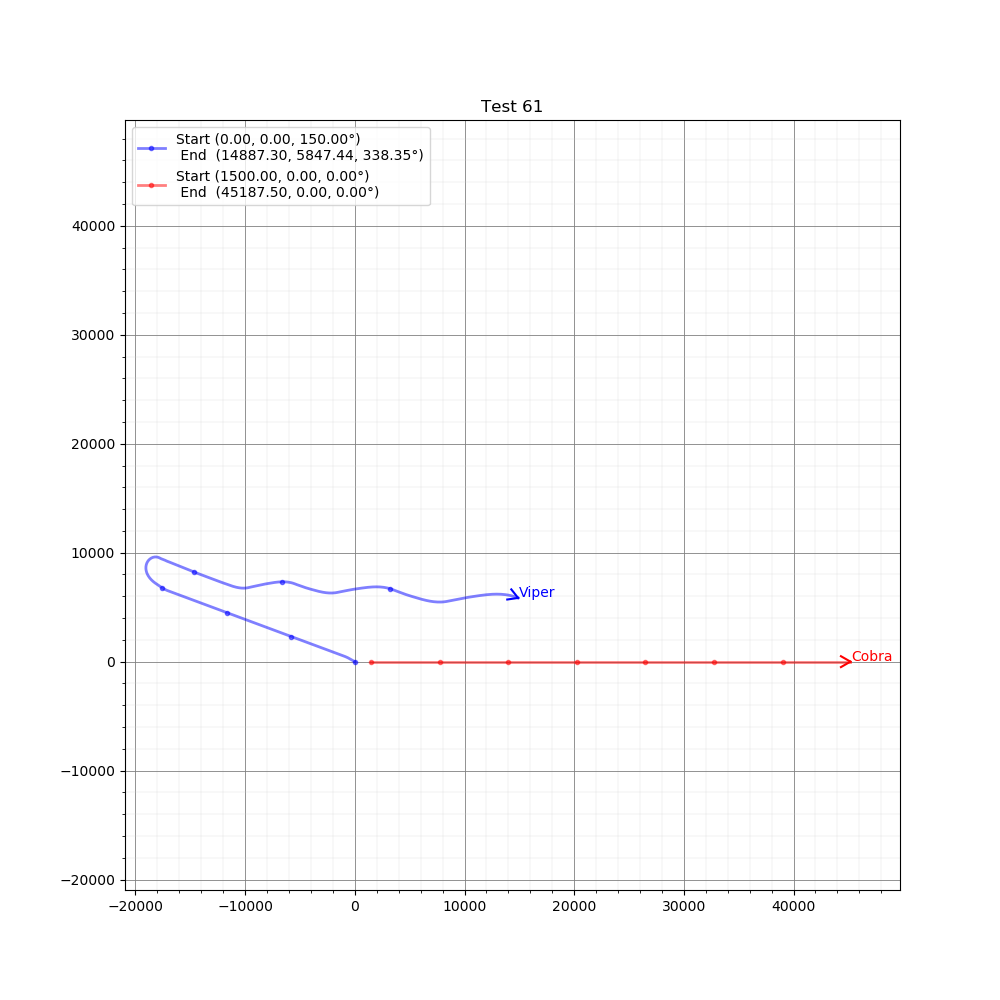 Test 61
Start (0.00, 0.00, 150.00°)
End (14887.30, 5847.44, 338.35°)
Start (1500.00, 0.00, 0.00°)
End (45187.50, 0.00, 0.00°)
40000
30000
20000
10000
0
−10000
−20000
Viper
Cobra
−20000
−10000
0
10000
20000
30000
40000